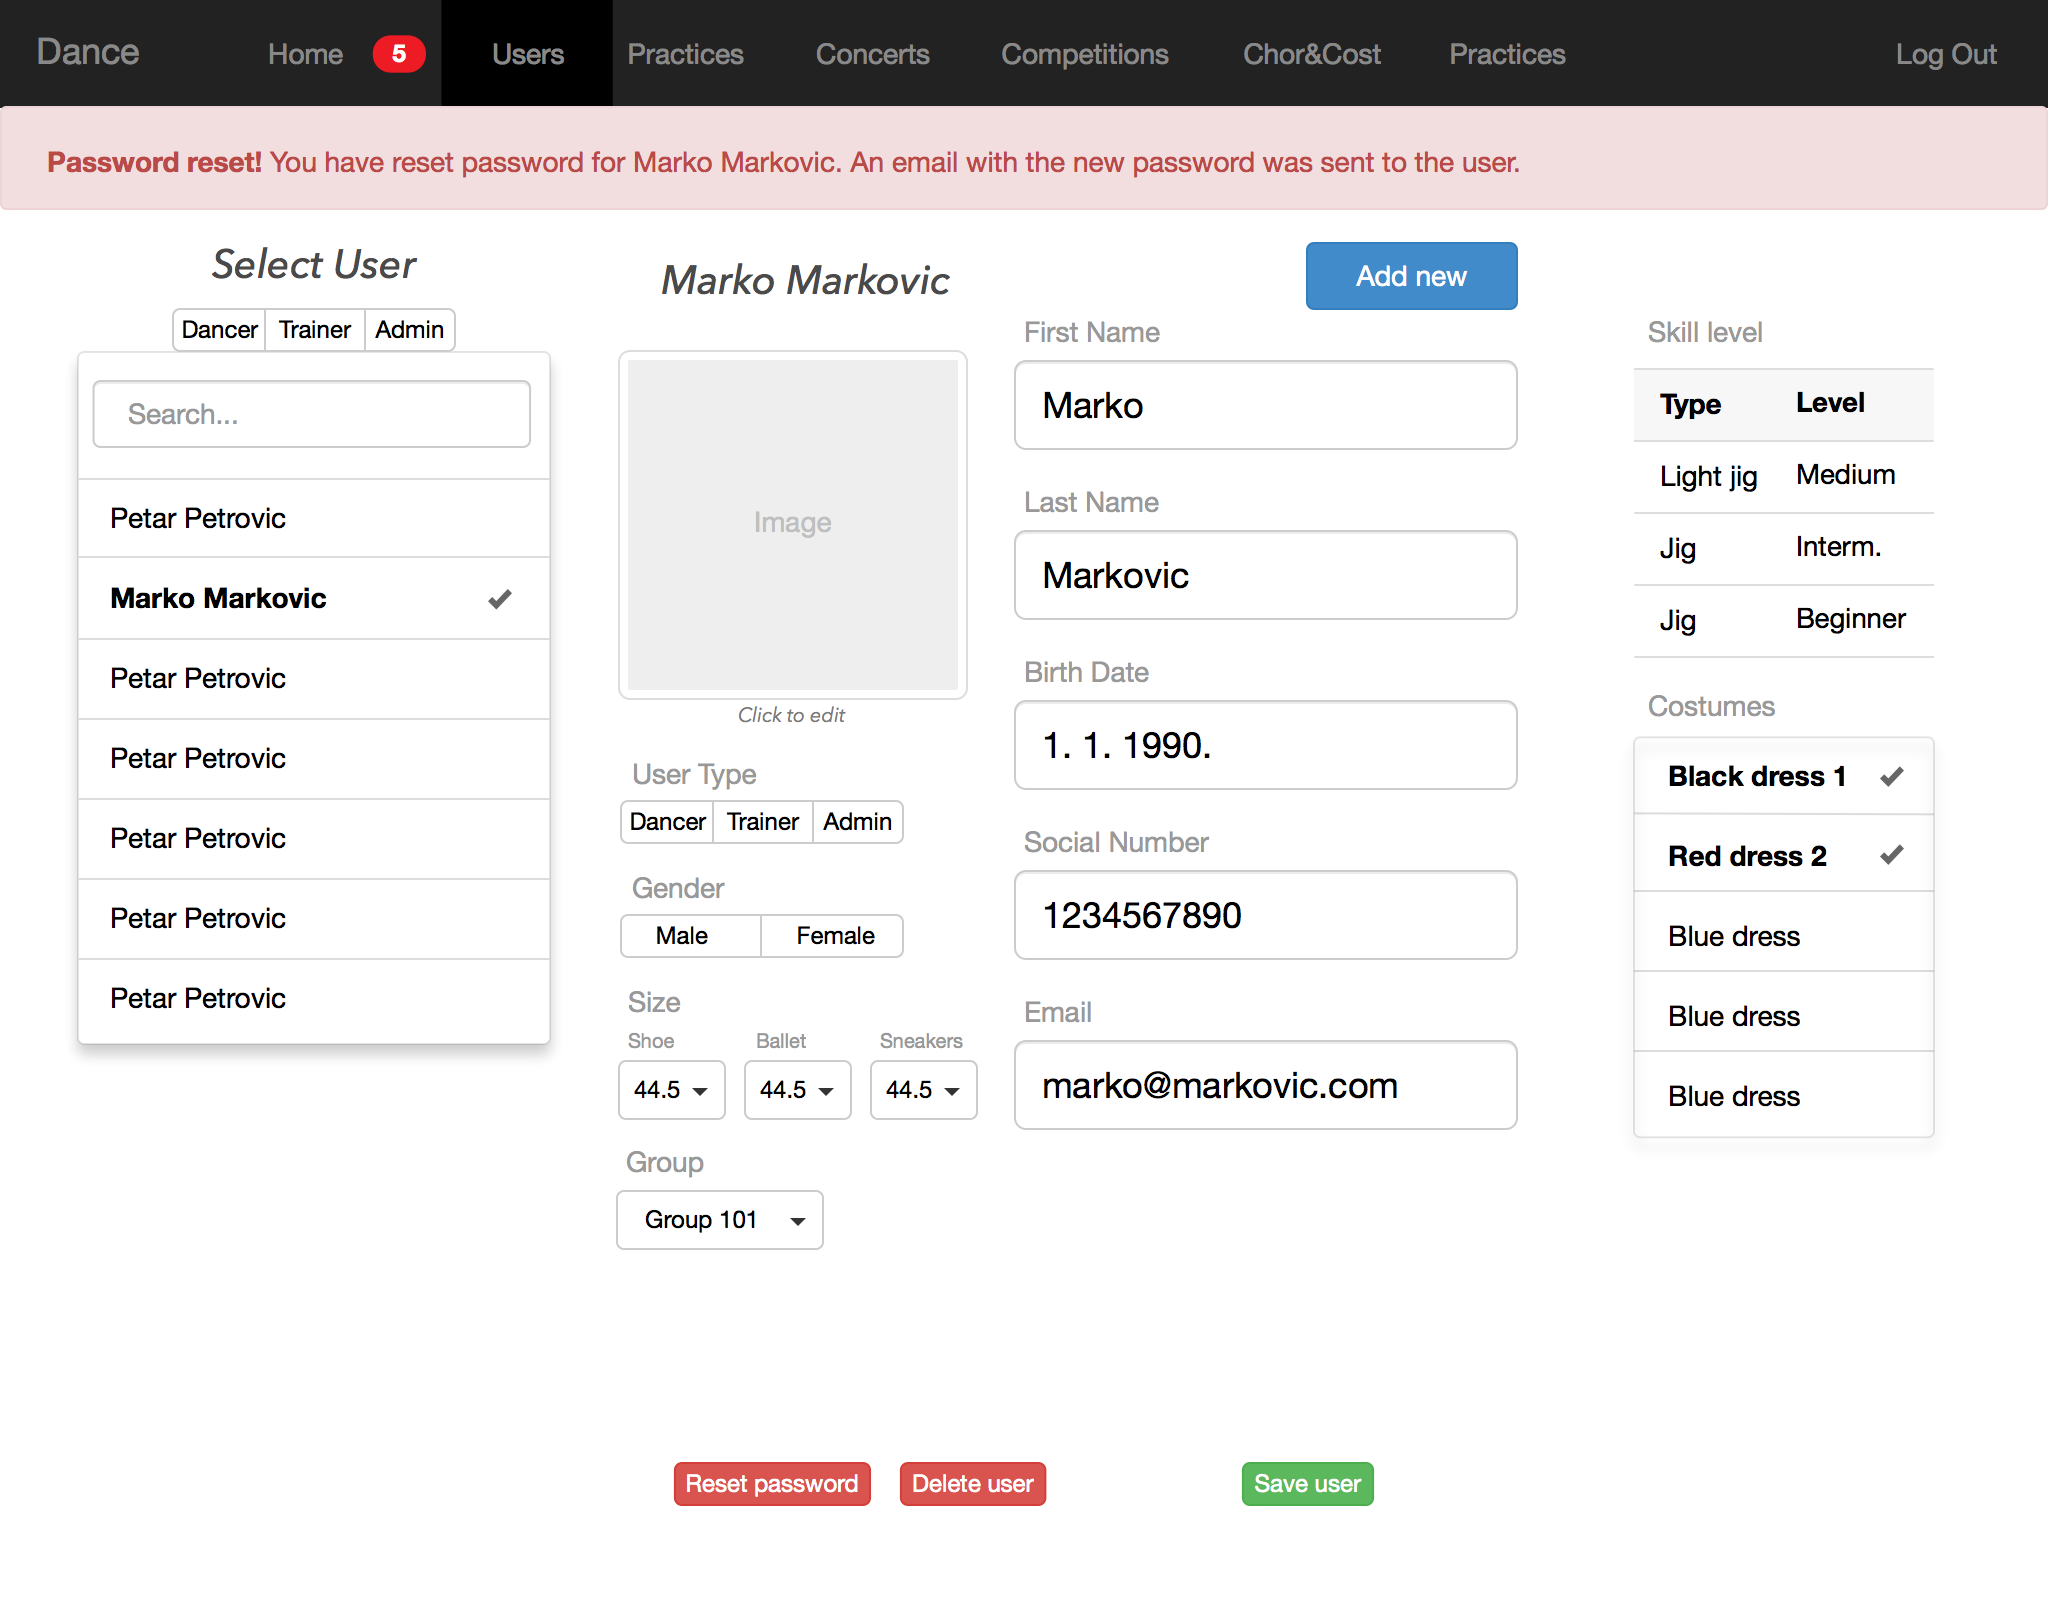 Dance Home 5 Users Practices Concerts Competitions Chor&Cost Practices Log Out
Password reset! You have reset password for Marko Markovic. An email with the new password was sent to the user.
Select User
Dancer Trainer Admin
Search...
Petar Petrovic
Marko Markovic
Petar Petrovic
Petar Petrovic
Petar Petrovic
Petar Petrovic
Petar Petrovic
Marko Markovic
Image
Click to edit
User Type
Dancer Trainer Admin
Gender
Male Female
Size
Shoe Ballet Sneakers
44.5 44.5 44.5
Group
Group 101
Add new
First Name
Marko
Last Name
Markovic
Birth Date
1. 1. 1990.
Social Number
1234567890
Email
marko@markovic.com
Skill level
Type Level
Light jig Medium
Jig Interm.
Jig Beginner
Costumes
Black dress 1
Red dress 2
Blue dress
Blue dress
Blue dress
Reset password Delete user Save user